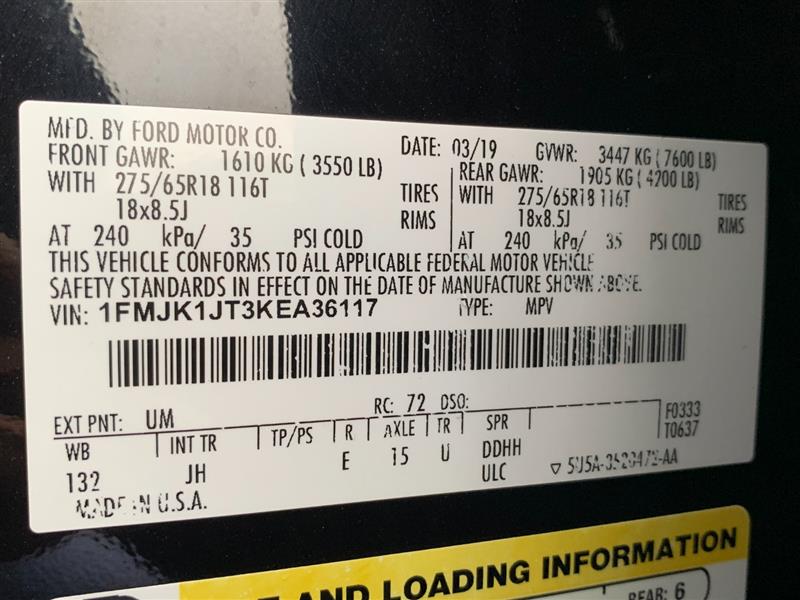 MFD. BY FORD MOTOR CO. DATE: 03/19 GVWR: 3447 KG ( 7600 LB)
FRONT GAWR: 1610 KG ( 3550 LB) REAR GAWR: 1905 KG ( 4200 LB)
WITH 275/65R18 116T TIRES WITH 275/65R18 116T TIRES
18x8.5J RIMS 18x8.5J RIMS
AT 240 kPa/ 35 PSI COLD AT 240 kPa/ 35 PSI COLD
THIS VEHICLE CONFORMS TO ALL APPLICABLE FEDERAL MOTOR VEHICLE
SAFETY STANDARDS IN EFFECT ON THE DATE OF MANUFACTURE SHOWN ABOVE.
VIN: 1FMJK1JT3KEA36117 TYPE: MPV
EXT PNT: UM RC: 72 DSO: F0333
WB INT TR TP/PS R AXLE TR SPR T0637
132 JH E 15 U DDHH
ULC
MADE IN U.S.A.
AND LOADING INFORMATION
REAR: 6